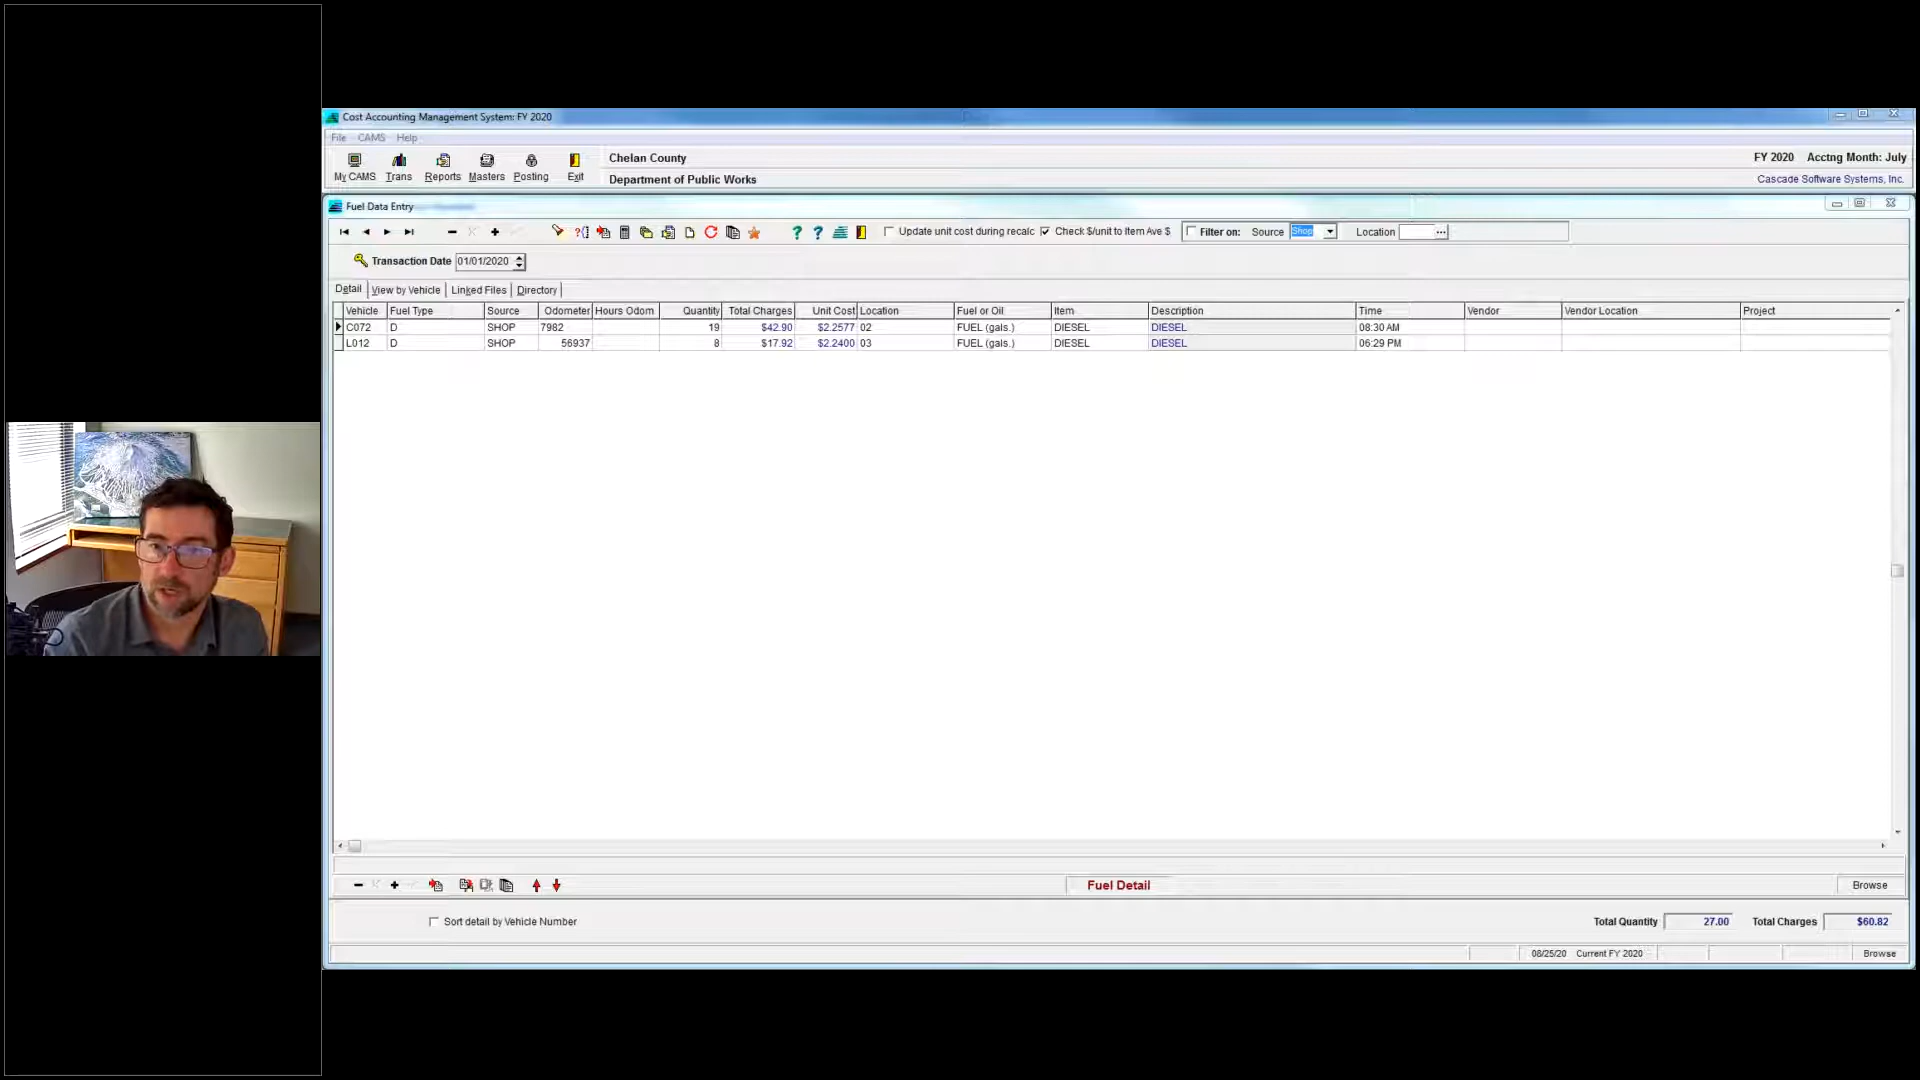 Cost Accounting Management System: FY 2020
File CAMS Help
My CAMS Trans Reports Masters Posting Exit
Chelan County
Department of Public Works
FY 2020 Acctng Month: July
Cascade Software Systems, Inc.
Fuel Data Entry
Update unit cost during recalc Check $/unit to Item Ave $ Filter on: Source Shop Location ...
Transaction Date 01/01/2020
Detail View by Vehicle Linked Files Directory
Vehicle Fuel Type Source Odometer Hours Odom Quantity Total Charges Unit Cost Location Fuel or Oil Item Description Time Vendor Vendor Location Project
C072 D SHOP 7982 19 $42.90 $2.2577 02 FUEL (gals.) DIESEL DIESEL 08:30 AM
L012 D SHOP 56937 8 $17.92 $2.2400 03 FUEL (gals.) DIESEL DIESEL 06:29 PM
Fuel Detail Browse
Sort detail by Vehicle Number Total Quantity 27.00 Total Charges $60.82
08/25/20 Current FY 2020 Browse